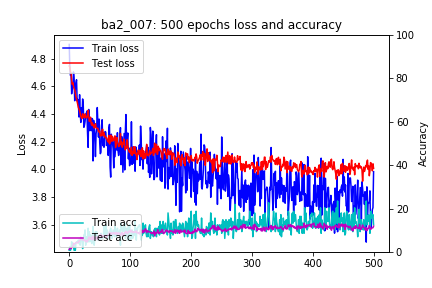 ba2_007: 500 epochs loss and accuracy
Train loss
Test loss
Train acc
Test acc
Loss
4.8
4.6
4.4
4.2
4.0
3.8
3.6
Accuracy
100
80
60
40
20
0
0
100
200
300
400
500